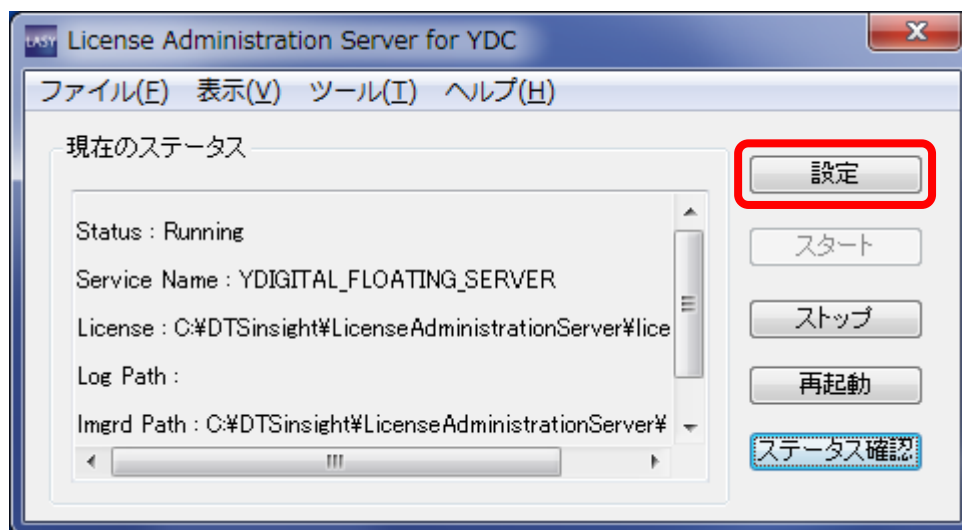 LASY License Administration Server for YDC
ファイル(F) 表示(V) ツール(T) ヘルプ(H)
現在のステータス
設定
Status : Running
スタート
Service Name : YDIGITAL_FLOATING_SERVER
License : C:¥DTSinsight¥LicenseAdministrationServer¥lice
ストップ
Log Path :
再起動
lmgrd Path : C:¥DTSinsight¥LicenseAdministrationServer¥
ステータス確認